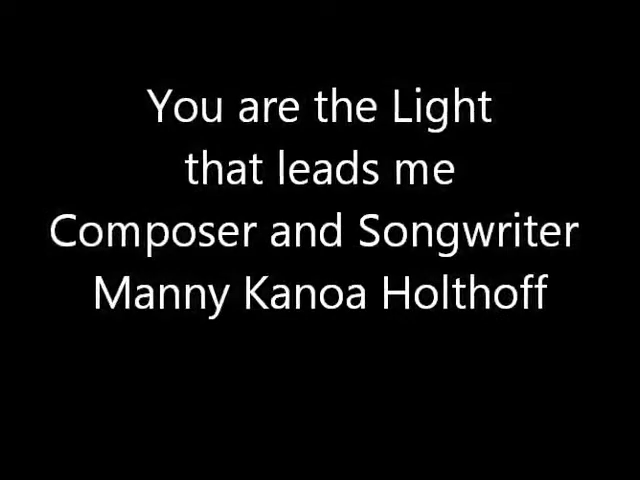 You are the Light
that leads me
Composer and Songwriter
Manny Kanoa Holthoff